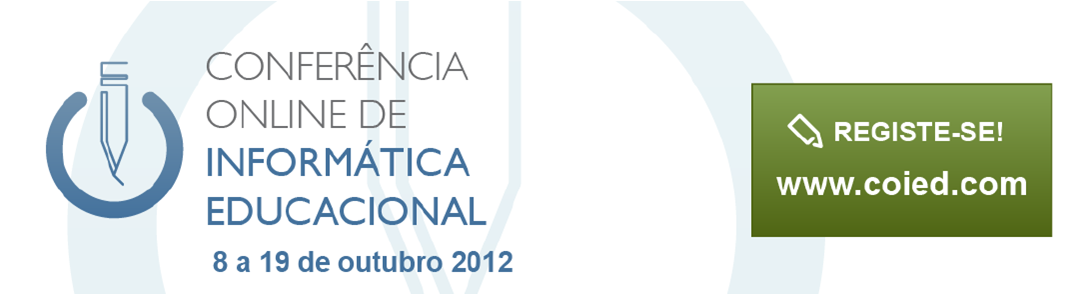 CONFERÊNCIA
ONLINE DE
INFORMÁTICA
EDUCACIONAL
8 a 19 de outubro 2012
REGISTE-SE!
www.coied.com